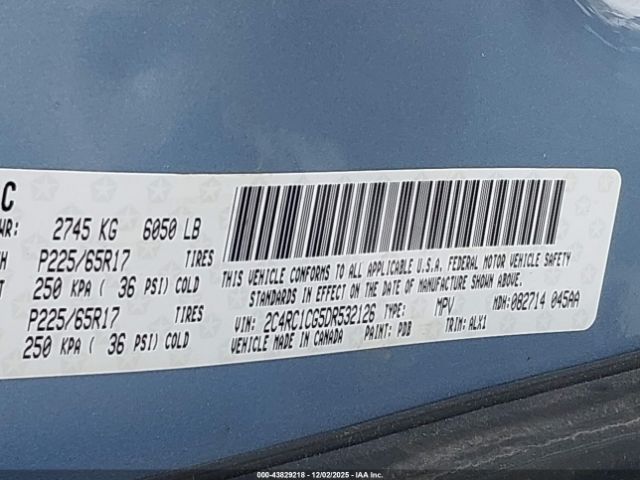 C
WR: 2745 KG 6050 LB
P225/65R17 TIRES
250 KPA ( 36 PSI) COLD
P225/65R17 TIRES
250 KPA ( 36 PSI) COLD
THIS VEHICLE CONFORMS TO ALL APPLICABLE U.S.A. FEDERAL MOTOR VEHICLE SAFETY
STANDARDS IN EFFECT ON THE DATE OF MANUFACTURE SHOWN ABOVE.
VIN: 2C4RC1CG5DR532126 TYPE: MPV MDH:082714 045AA
VEHICLE MADE IN CANADA PAINT: PDB TRIM: ALX1
000-43829218 - 12/02/2025 - IAA Inc.